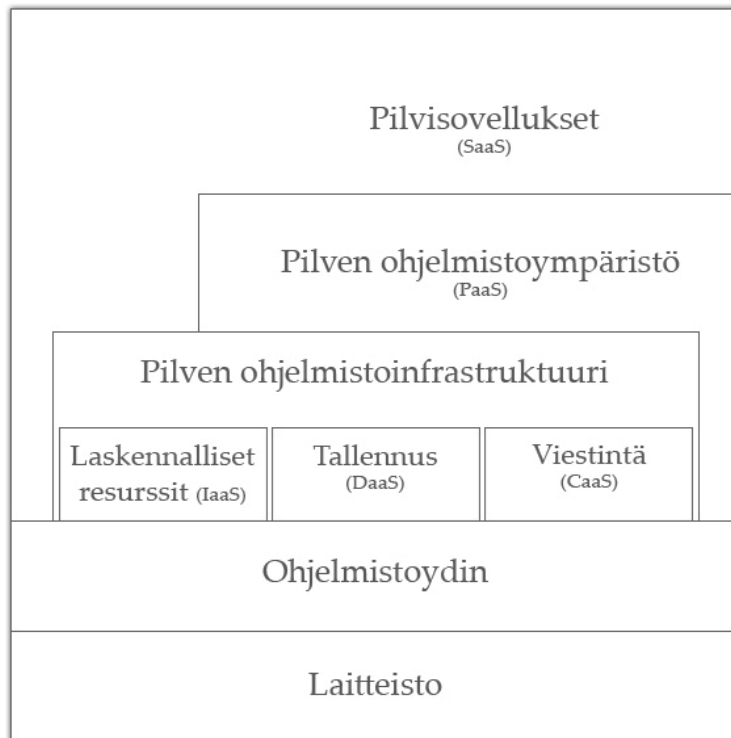 Pilvisovellukset
(SaaS)
Pilven ohjelmistoympäristö
(PaaS)
Pilven ohjelmistoinfrastruktuuri
Laskennalliset
resurssit (IaaS)
Tallennus
(DaaS)
Viestintä
(CaaS)
Ohjelmistoydin
Laitteisto